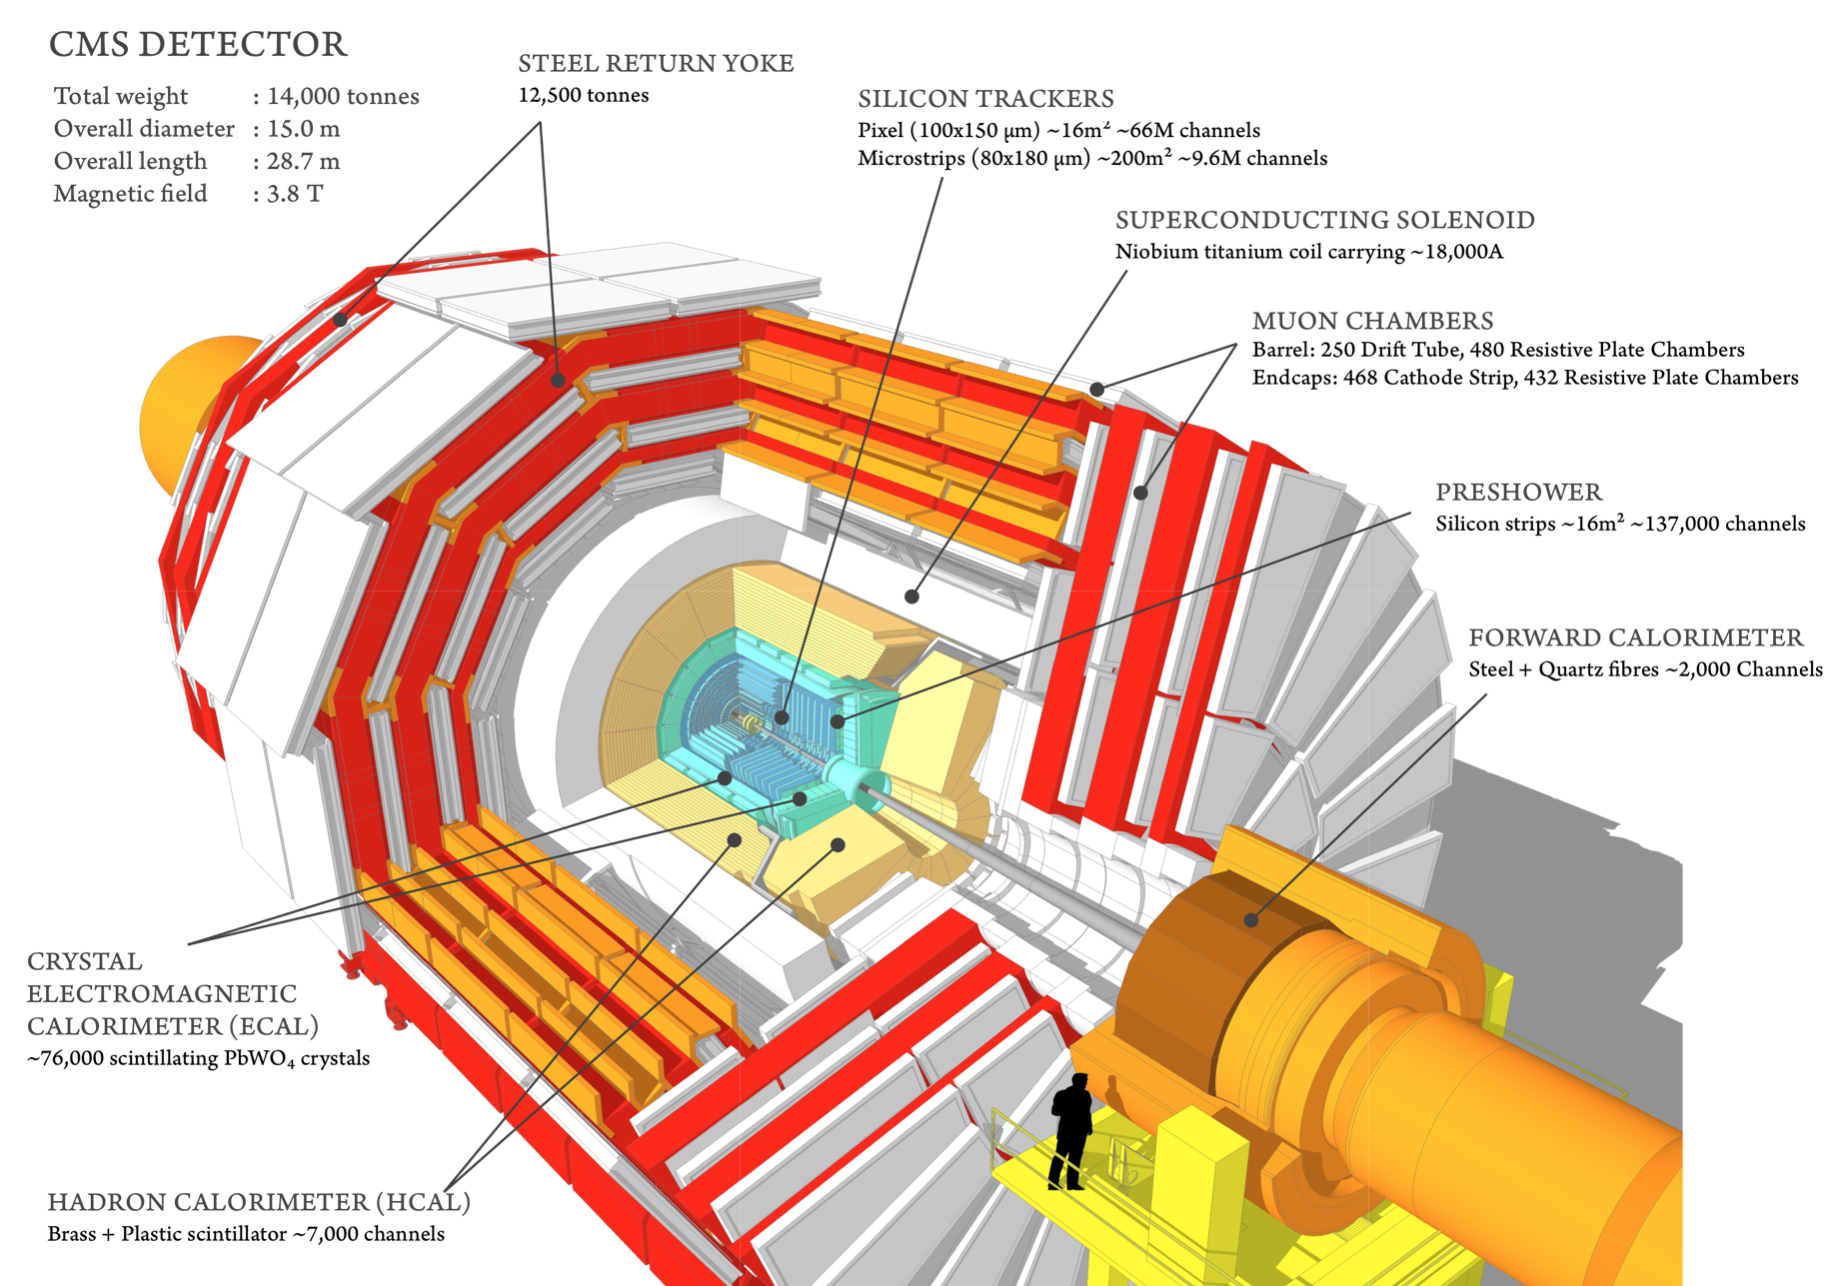 CMS DETECTOR
Total weight : 14,000 tonnes
Overall diameter : 15.0 m
Overall length : 28.7 m
Magnetic field : 3.8 T
STEEL RETURN YOKE
12,500 tonnes
SILICON TRACKERS
Pixel (100x150 μm) ~16m² ~66M channels
Microstrips (80x180 μm) ~200m² ~9.6M channels
SUPERCONDUCTING SOLENOID
Niobium titanium coil carrying ~18,000A
MUON CHAMBERS
Barrel: 250 Drift Tube, 480 Resistive Plate Chambers
Endcaps: 468 Cathode Strip, 432 Resistive Plate Chambers
PRESHOWER
Silicon strips ~16m² ~137,000 channels
FORWARD CALORIMETER
Steel + Quartz fibres ~2,000 Channels
CRYSTAL
ELECTROMAGNETIC
CALORIMETER (ECAL)
~76,000 scintillating PbWO₄ crystals
HADRON CALORIMETER (HCAL)
Brass + Plastic scintillator ~7,000 channels